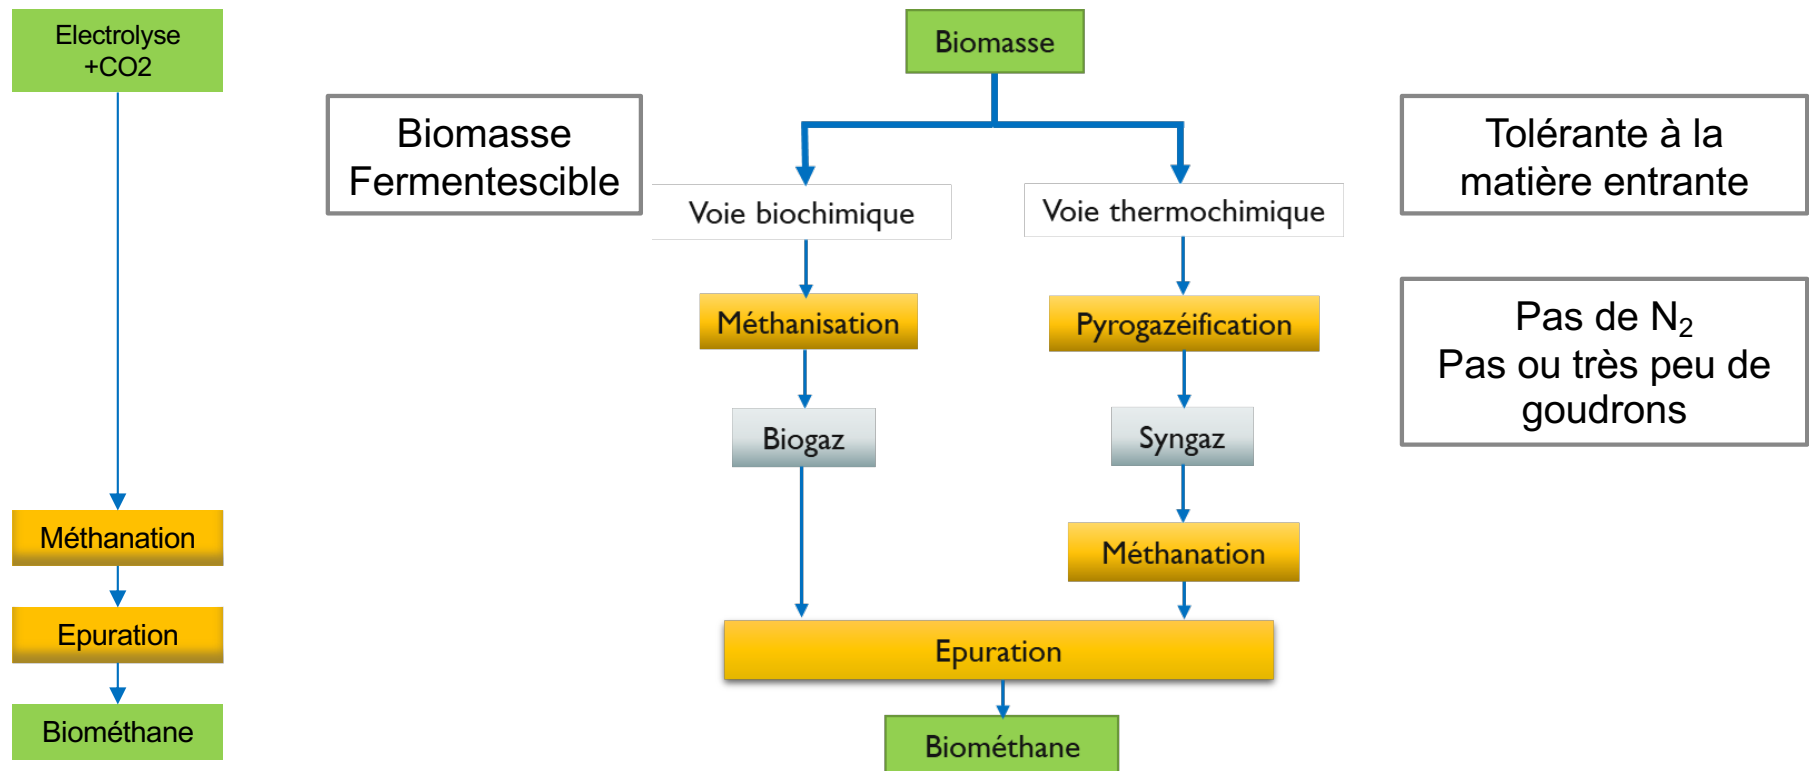 Electrolyse
+CO2
Méthanation
Epuration
Biométhane
Biomasse
Biomasse
Fermentescible
Voie biochimique
Voie thermochimique
Tolérante à la
matière entrante
Méthanisation
Pyrogazéification
Pas de N₂
Pas ou très peu de
goudrons
Biogaz
Syngaz
Méthanation
Epuration
Biométhane